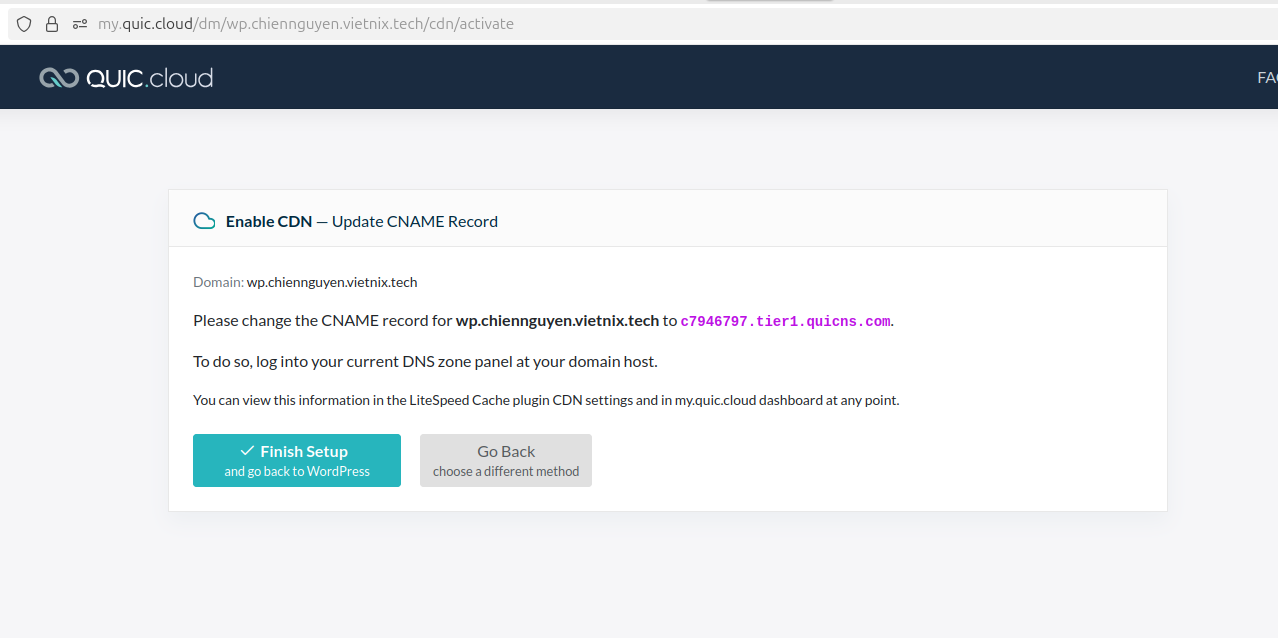 my.quic.cloud/dm/wp.chiennguyen.vietnix.tech/cdn/activate
QUIC.cloud
Enable CDN — Update CNAME Record
Domain: wp.chiennguyen.vietnix.tech
Please change the CNAME record for wp.chiennguyen.vietnix.tech to c7946797.tier1.quicns.com.
To do so, log into your current DNS zone panel at your domain host.
You can view this information in the LiteSpeed Cache plugin CDN settings and in my.quic.cloud dashboard at any point.
Finish Setup
and go back to WordPress
Go Back
choose a different method